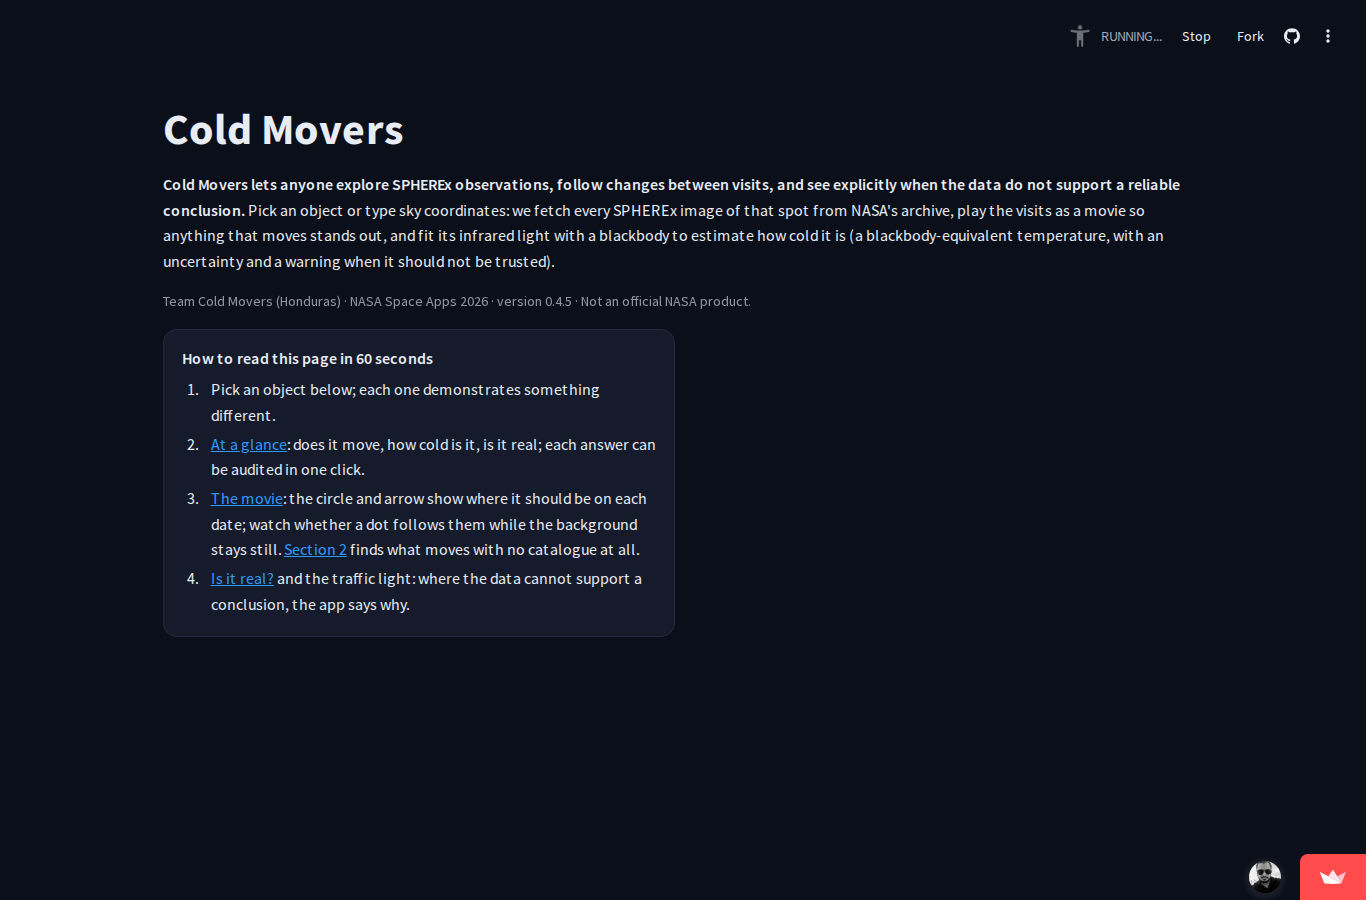 RUNNING...
Stop
Fork
Cold Movers
Cold Movers lets anyone explore SPHEREx observations, follow changes between visits, and see explicitly when the data do not support a reliable
conclusion. Pick an object or type sky coordinates: we fetch every SPHEREx image of that spot from NASA's archive, play the visits as a movie so
anything that moves stands out, and fit its infrared light with a blackbody to estimate how cold it is (a blackbody-equivalent temperature, with an
uncertainty and a warning when it should not be trusted).
Team Cold Movers (Honduras) · NASA Space Apps 2026 · version 0.4.5 · Not an official NASA product.
How to read this page in 60 seconds
1. Pick an object below; each one demonstrates something
different.
2. At a glance: does it move, how cold is it, is it real; each answer can
be audited in one click.
3. The movie: the circle and arrow show where it should be on each
date; watch whether a dot follows them while the background
stays still. Section 2 finds what moves with no catalogue at all.
4. Is it real? and the traffic light: where the data cannot support a
conclusion, the app says why.